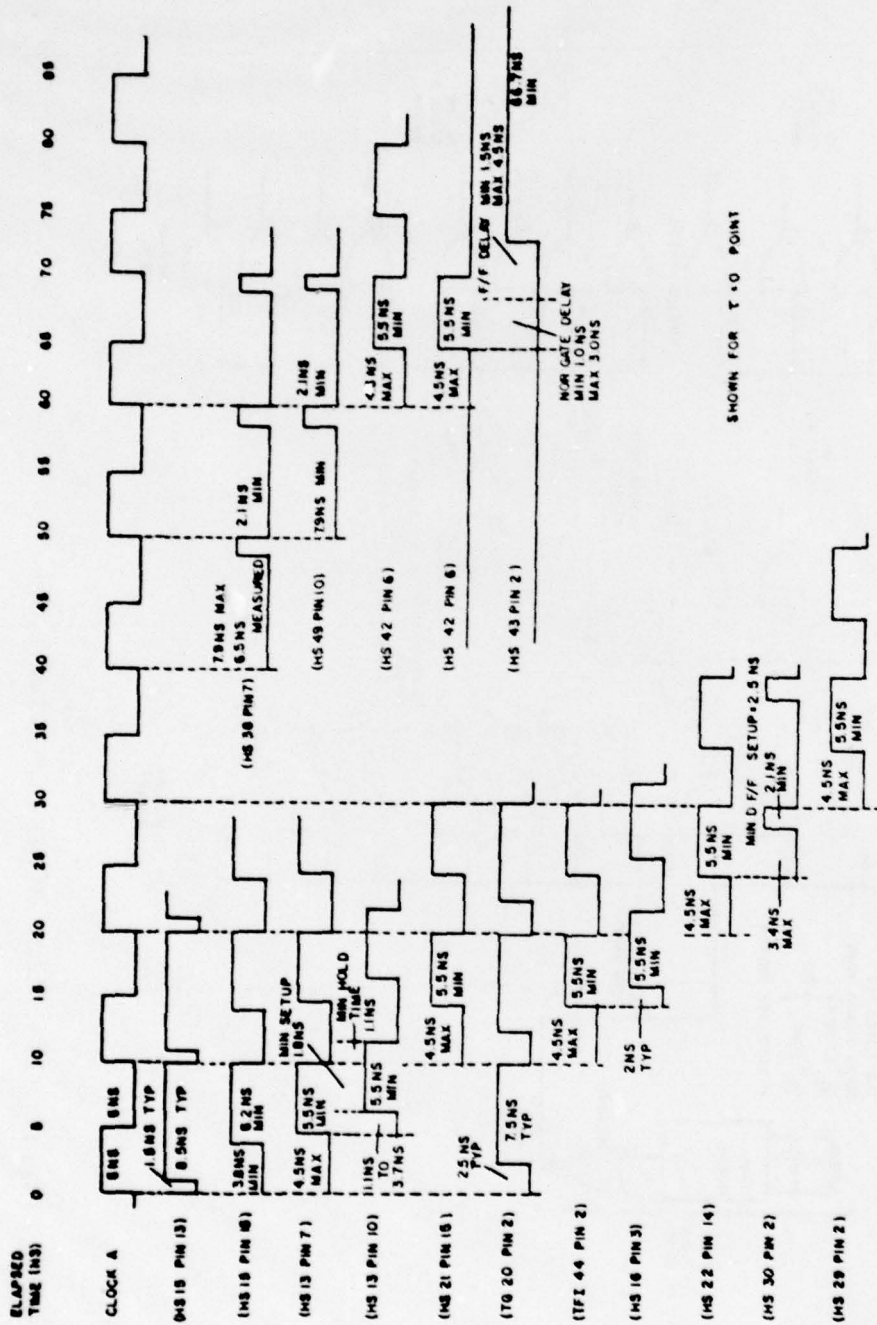 ELAPSED
TIME (NS)
0 5 10 15 20 25 30 35 40 45 50 55 60 65 70 75 80 85
CLOCK A
5NS 5NS
(HS 15 PIN 13)
1.5NS TYP
8.5NS TYP
3.8NS
MIN
6.2NS
MIN
(HS 13 PIN 7)
4.5NS
MAX
5.5NS
MIN
MIN SETUP
1.8NS
(HS 13 PIN 10)
1.1NS
TO
3.7NS
5.5NS
MIN
MIN HOLD
TIME
1.1NS
(HS 21 PIN 15)
4.5NS
MAX
5.5NS
MIN
(TG 20 PIN 2)
2.5NS
TYP
7.5NS
TYP
(TFI 44 PIN 2)
4.5NS
MAX
5.5NS
MIN
(HS 16 PIN 3)
2NS
TYP
5.5NS
MIN
(HS 22 PIN 14)
14.5NS
MAX
5.5NS
MIN
(HS 30 PIN 2)
3.4NS
MAX
MIN D F/F SETUP=2.5NS
2.1NS
MIN
(HS 29 PIN 2)
4.5NS
MAX
5.5NS
MIN
(HS 38 PIN 7)
7.9NS MAX
6.5NS
MEASURED
2.1NS
MIN
(HS 49 PIN 10)
7.9NS MIN
2.1NS
MIN
(HS 42 PIN 6)
4.3NS
MAX
5.5NS
MIN
(HS 42 PIN 6)
4.5NS
MAX
5.5NS
MIN
(HS 43 PIN 2)
F/F DELAY
MIN 1.5NS
MAX 4.5NS
66.7NS
MIN
NOR GATE DELAY
MIN 1.0NS
MAX 3.0NS
SHOWN FOR T=0 POINT